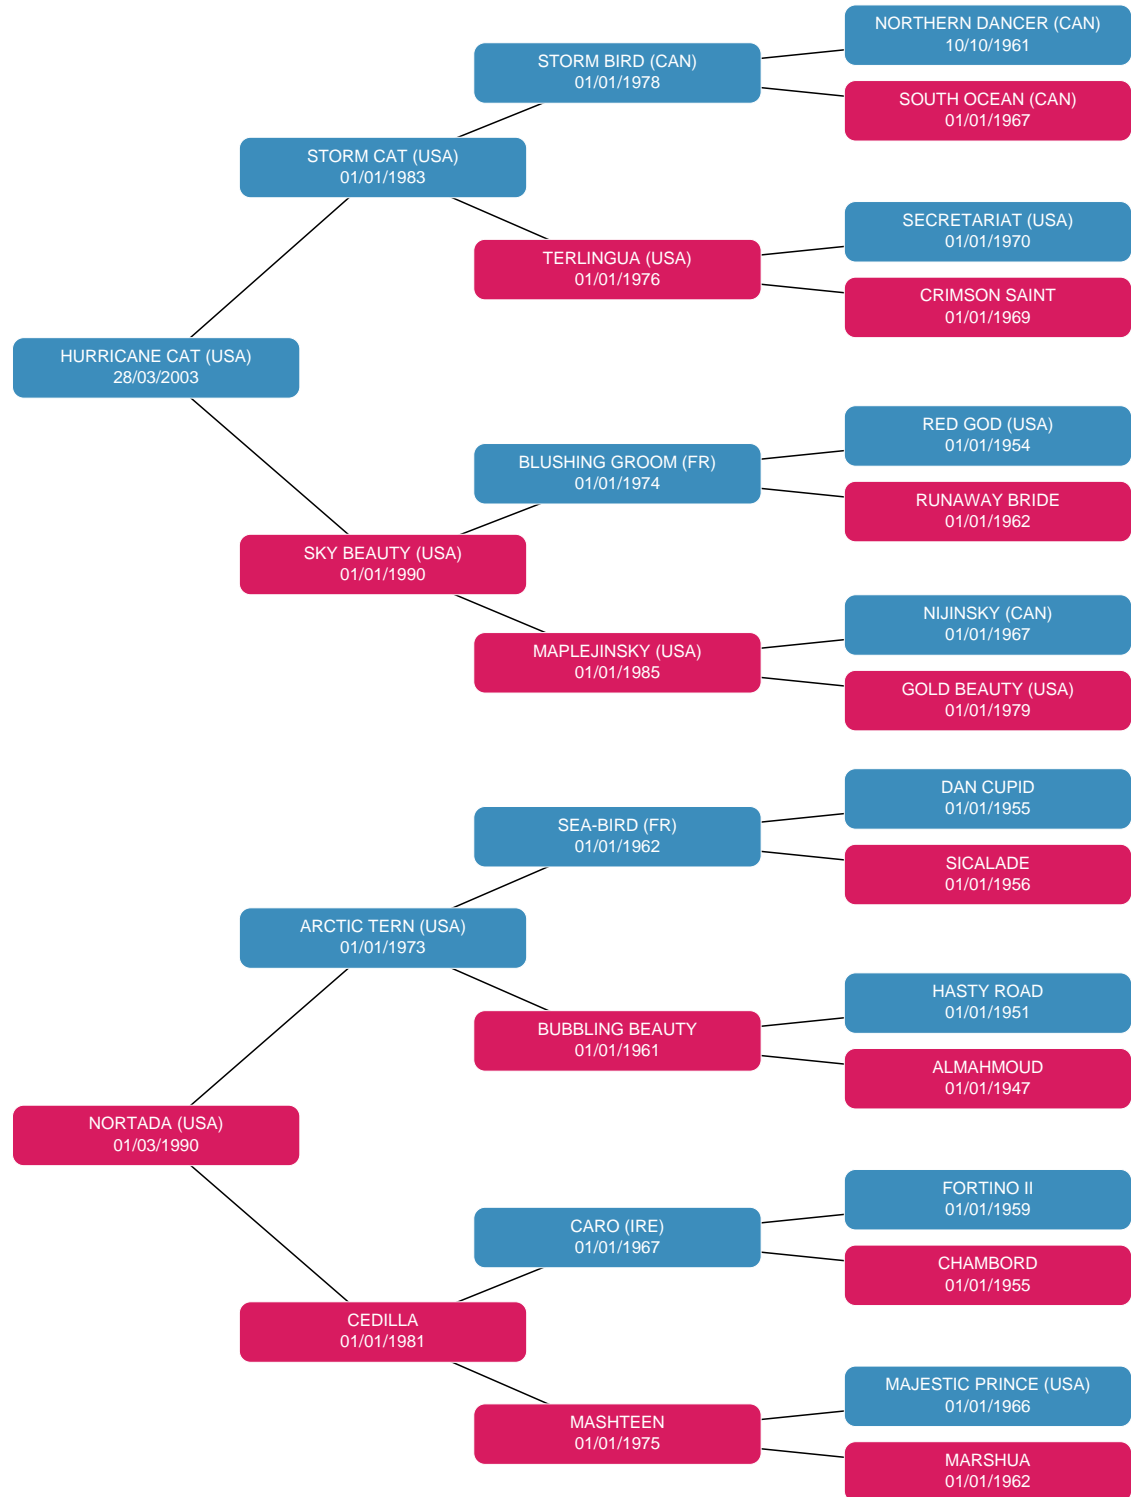 NORTHERN DANCER (CAN)
10/10/1961
STORM BIRD (CAN)
01/01/1978
SOUTH OCEAN (CAN)
01/01/1967
STORM CAT (USA)
01/01/1983
SECRETARIAT (USA)
01/01/1970
TERLINGUA (USA)
01/01/1976
CRIMSON SAINT
01/01/1969
HURRICANE CAT (USA)
28/03/2003
RED GOD (USA)
01/01/1954
BLUSHING GROOM (FR)
01/01/1974
RUNAWAY BRIDE
01/01/1962
SKY BEAUTY (USA)
01/01/1990
NIJINSKY (CAN)
01/01/1967
MAPLEJINSKY (USA)
01/01/1985
GOLD BEAUTY (USA)
01/01/1979
DAN CUPID
01/01/1955
SEA-BIRD (FR)
01/01/1962
SICALADE
01/01/1956
ARCTIC TERN (USA)
01/01/1973
HASTY ROAD
01/01/1951
BUBBLING BEAUTY
01/01/1961
ALMAHMOUD
01/01/1947
NORTADA (USA)
01/03/1990
FORTINO II
01/01/1959
CARO (IRE)
01/01/1967
CHAMBORD
01/01/1955
CEDILLA
01/01/1981
MAJESTIC PRINCE (USA)
01/01/1966
MASHTEEN
01/01/1975
MARSHUA
01/01/1962